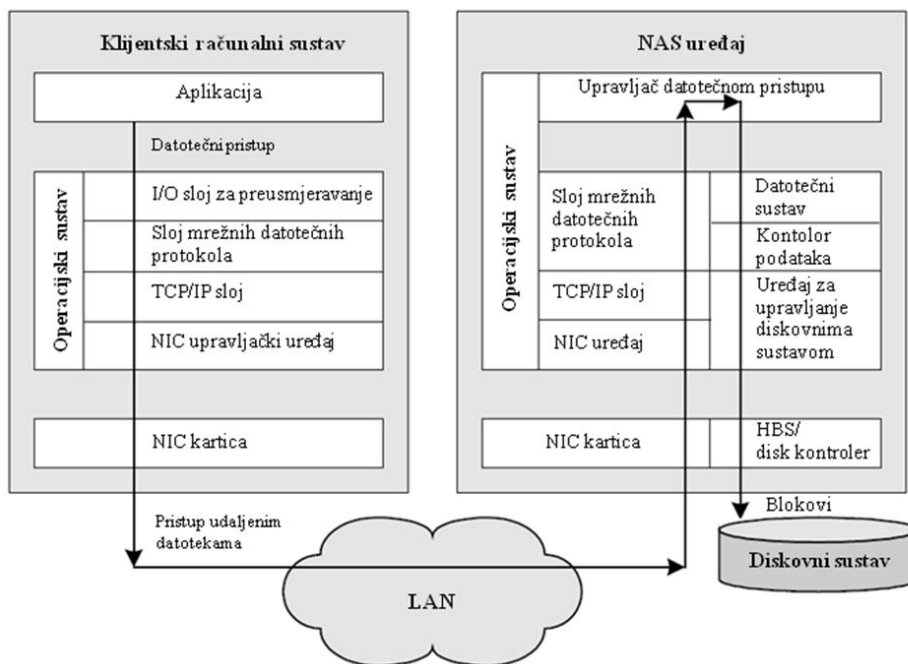 Klijentski računalni sustav
Aplikacija
Datotečni pristup
Operacijski sustav
I/O sloj za preusmjeravanje
Sloj mrežnih datotečnih
protokola
TCP/IP sloj
NIC upravljački uređaj
NIC kartica
Pristup udaljenim
datotekama
LAN
NAS uređaj
Upravljač datotečnom pristupu
Operacijski sustav
Sloj mrežnih
datotečnih
protokola
TCP/IP sloj
NIC uređaj
Datotečni
sustav
Kontolor
podataka
Uređaj za
upravljanje
diskovnima
sustavom
NIC kartica
HBS/
disk kontroler
Blokovi
Diskovni sustav